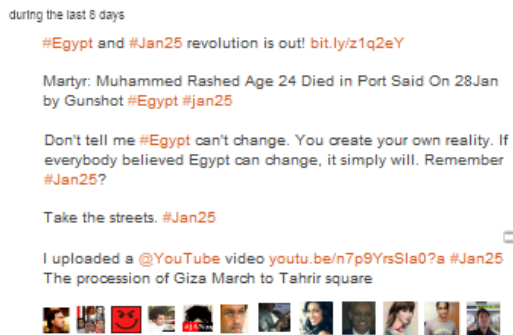 during the last 8 days
#Egypt and #Jan25 revolution is out! bit.ly/z1q2eY
Martyr: Muhammed Rashed Age 24 Died in Port Said On 28Jan
by Gunshot #Egypt #jan25
Don't tell me #Egypt can't change. You create your own reality. If
everybody believed Egypt can change, it simply will. Remember
#Jan25?
Take the streets. #Jan25
I uploaded a @YouTube video youtu.be/n7p9YrsSla0?a #Jan25
The procession of Giza March to Tahrir square